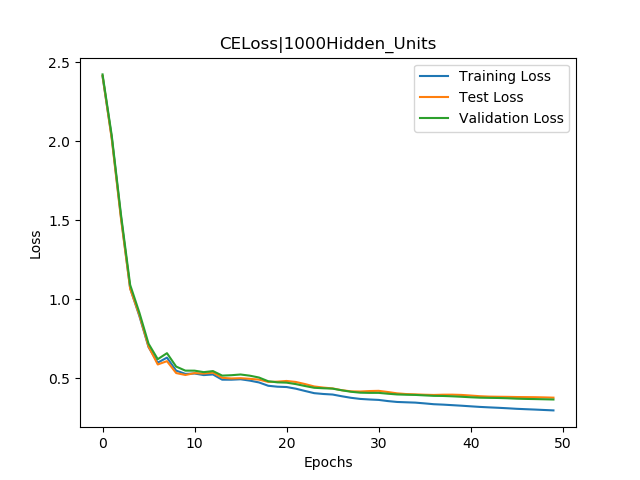 CELoss|1000Hidden_Units
Training Loss
Test Loss
Validation Loss
2.5
2.0
1.5
1.0
0.5
Loss
0
10
20
30
40
50
Epochs